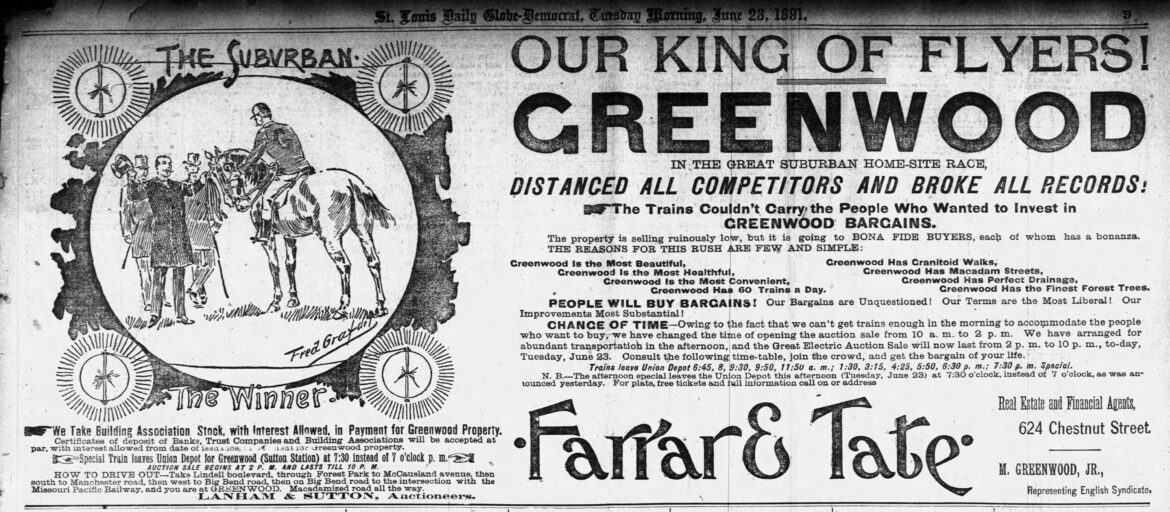 St. Louis Daily Globe-Democrat, Tuesday Morning, June 23, 1891.
THE SUBURBAN.
Fred Graf
The Winner.
☛We Take Building Association Stock, with Interest Allowed, in Payment for Greenwood Property.
Certificates of deposit of Banks, Trust Companies and Building Associations will be accepted at
par, with interest allowed from date of for Greenwood property.
☞Special Train leaves Union Depot for Greenwood (Sutton Station) at 7:30 instead of 7 o'clock p. m.☜
AUCTION SALE BEGINS AT 2 P. M. AND LASTS TILL 10 P. M.
HOW TO DRIVE OUT—Take Lindell boulevard, through Forest Park to McCausland avenue, then
south to Manchester road, then west to Big Bend road, then on Big Bend road to the intersection with the
Missouri Pacific Railway, and you are at GREENWOOD. Macadamized road all the way.
LANHAM & SUTTON, Auctioneers.
OUR KING OF FLYERS!
GREENWOOD
IN THE GREAT SUBURBAN HOME-SITE RACE,
DISTANCED ALL COMPETITORS AND BROKE ALL RECORDS!
☛The Trains Couldn't Carry the People Who Wanted to Invest in
GREENWOOD BARGAINS.
The property is selling ruinously low, but it is going to BONA FIDE BUYERS, each of whom has a bonanza.
THE REASONS FOR THIS RUSH ARE FEW AND SIMPLE:
Greenwood Is the Most Beautiful,
Greenwood Is the Most Healthful,
Greenwood Is the Most Convenient,
Greenwood Has 60 Trains a Day.
Greenwood Has Granitoid Walks,
Greenwood Has Macadam Streets,
Greenwood Has Perfect Drainage,
Greenwood Has the Finest Forest Trees.
PEOPLE WILL BUY BARGAINS! Our Bargains are Unquestioned! Our Terms are the Most Liberal! Our
Improvements Most Substantial!
CHANGE OF TIME—Owing to the fact that we can't get trains enough in the morning to accommodate the people
who want to buy, we have changed the time of opening the auction sale from 10 a. m. to 2 p. m. We have arranged for
abundant transportation in the afternoon, and the Great Electric Auction Sale will now last from 2 p. m. to 10 p. m., to-day,
Tuesday, June 23. Consult the following time-table, join the crowd, and get the bargain of your life.
Trains leave Union Depot 6:45, 8, 9:30, 9:50, 11:50 a. m.; 1:30, 3:15, 4:25, 5:50, 6:30 p. m.; 7:30 p. m. Special.
N. B.—The afternoon special leaves the Union Depot this afternoon (Tuesday, June 23) at 7:30 o'clock, instead of 7 o'clock, as was an-
nounced yesterday. For plats, free tickets and full information call on or address
Farrar & Tate
Real Estate and Financial Agents,
624 Chestnut Street.
M. GREENWOOD, JR.,
Representing English Syndicate.